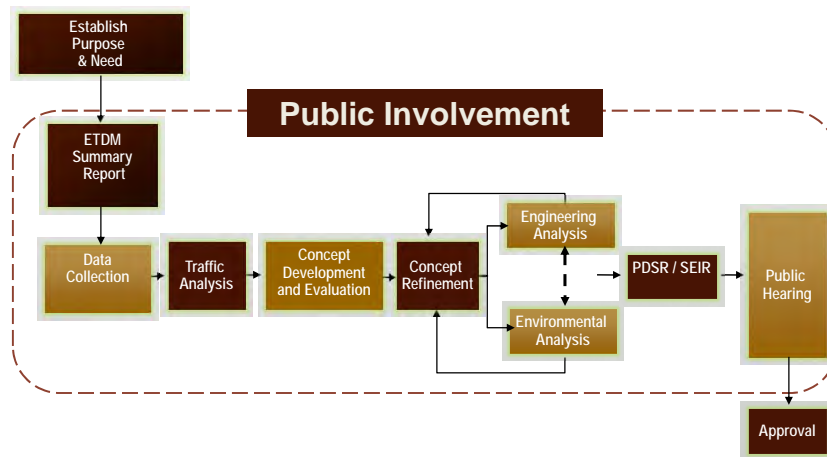 Establish
Purpose
& Need
Public Involvement
ETDM
Summary
Report
Data
Collection
Traffic
Analysis
Concept
Development
and Evaluation
Concept
Refinement
Engineering
Analysis
Environmental
Analysis
PDSR / SEIR
Public
Hearing
Approval